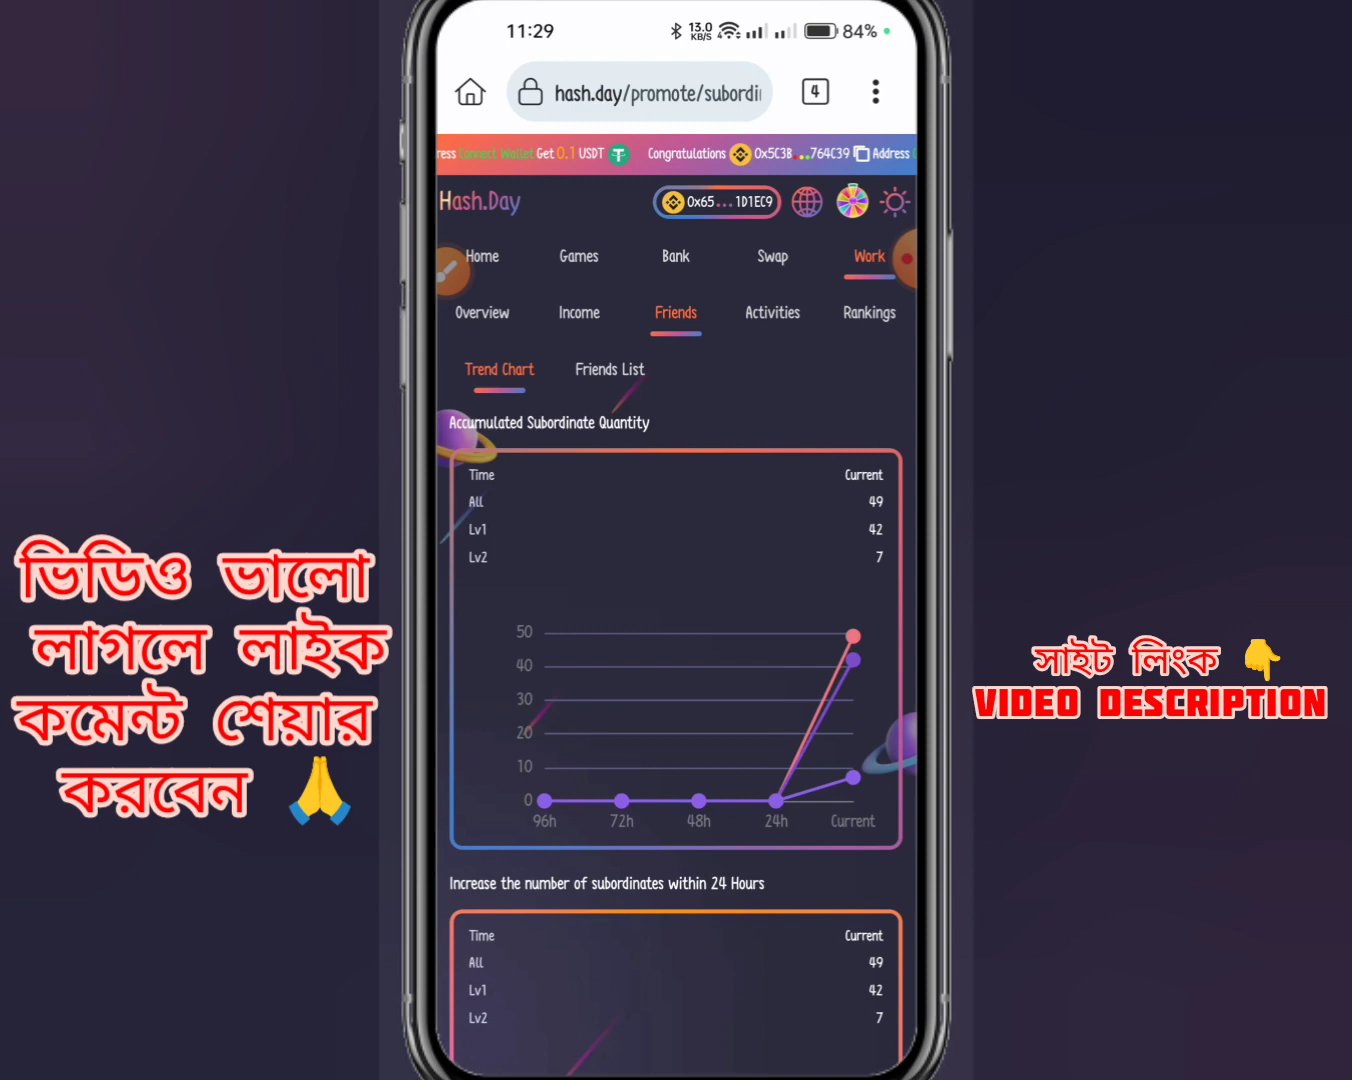 11:29
13.0 KB/S
84%
hash.day/promote/subordi
4
ress Connect Wallet Get 0.1 USDT Congratulations 0x5C3B...764C39 Address
Hash.Day
0x65...1D1EC9
Home Games Bank Swap Work
Overview Income Friends Activities Rankings
Trend Chart Friends List
Accumulated Subordinate Quantity
Time Current
All 49
Lv1 42
Lv2 7
50
40
30
20
10
0
96h 72h 48h 24h Current
Increase the number of subordinates within 24 Hours
Time Current
All 49
Lv1 42
Lv2 7
ভিডিও ভালো
লাগলে লাইক
কমেন্ট শেয়ার
করবেন 🙏
সাইট লিংক 👇
VIDEO DESCRIPTION